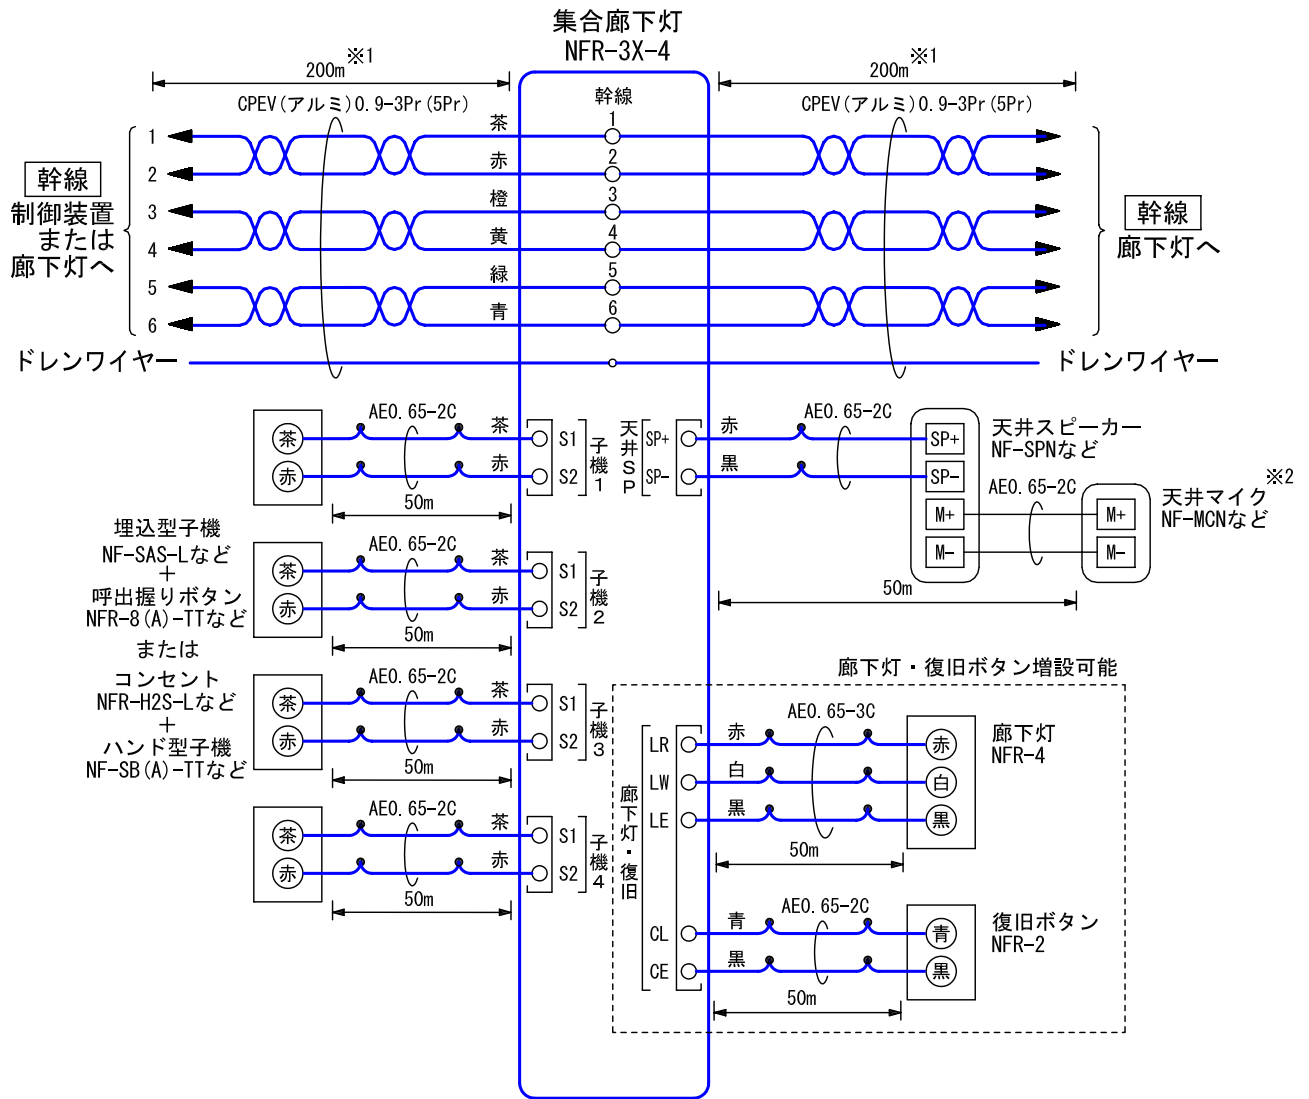 集合廊下灯
NFR-3X-4
200m※1
200m※1
CPEV(アルミ)0.9-3Pr(5Pr)
CPEV(アルミ)0.9-3Pr(5Pr)
幹線
幹線
制御装置
または
廊下灯へ
1
2
3
4
5
6
茶
赤
橙
黄
緑
青
1
2
3
4
5
6
幹線
廊下灯へ
ドレンワイヤー
ドレンワイヤー
茶
赤
AE0.65-2C
茶
赤
50m
S1
S2
子機1
埋込型子機
NF-SAS-Lなど
+
呼出握りボタン
NFR-8(A)-TTなど
または
コンセント
NFR-H2S-Lなど
+
ハンド型子機
NF-SB(A)-TTなど
茶
赤
AE0.65-2C
茶
赤
50m
S1
S2
子機2
茶
赤
AE0.65-2C
茶
赤
50m
S1
S2
子機3
茶
赤
AE0.65-2C
茶
赤
50m
S1
S2
子機4
天井SP
SP+
SP-
赤
黒
AE0.65-2C
SP+
SP-
M+
M-
天井スピーカー
NF-SPNなど
AE0.65-2C
M+
M-
天井マイク※2
NF-MCNなど
50m
廊下灯・復旧ボタン増設可能
廊下灯・復旧
LR
LW
LE
CL
CE
赤
白
黒
AE0.65-3C
赤
白
黒
廊下灯
NFR-4
50m
青
黒
AE0.65-2C
青
黒
復旧ボタン
NFR-2
50m